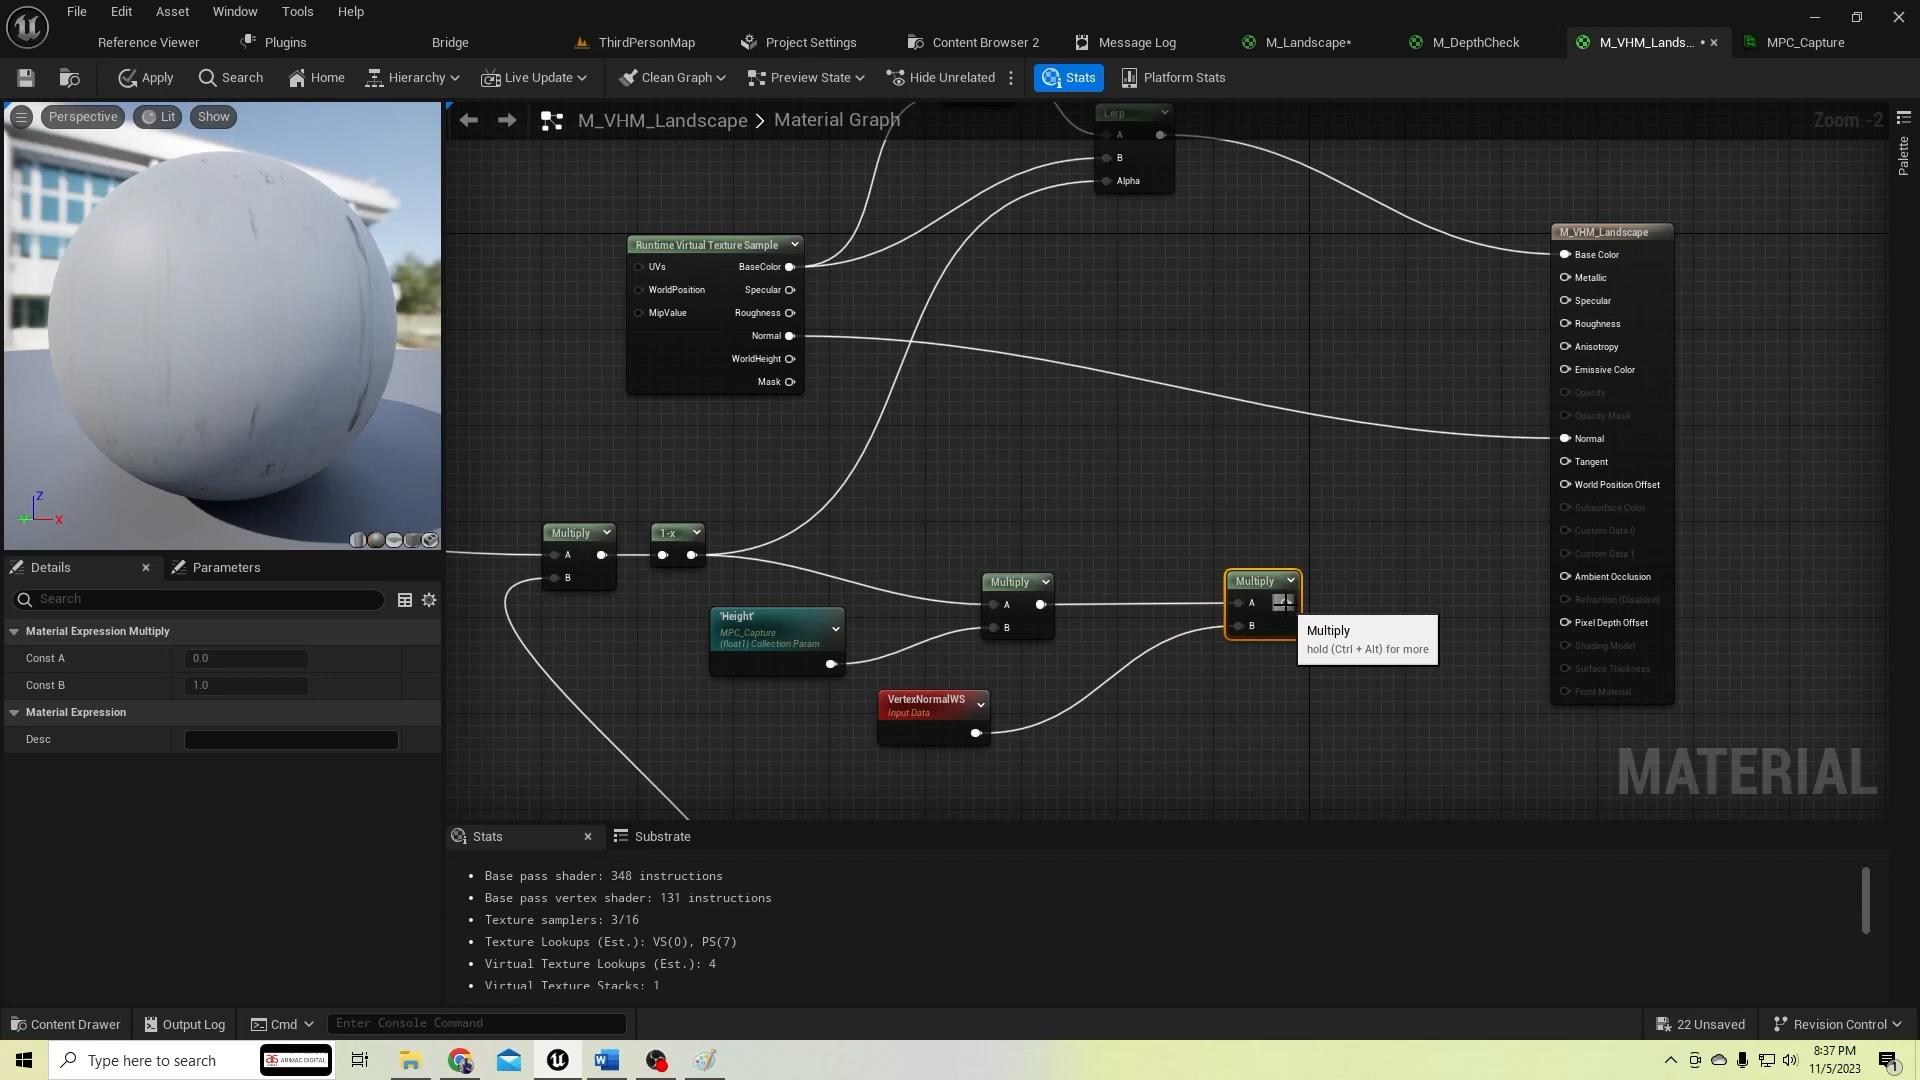 File Edit Asset Window Tools Help
Reference Viewer Plugins Bridge ThirdPersonMap Project Settings Content Browser 2 Message Log M_Landscape* M_DepthCheck M_VHM_Lands... * MPC_Capture
Apply Search Home Hierarchy Live Update Clean Graph Preview State Hide Unrelated Stats Platform Stats
Perspective Lit Show
M_VHM_Landscape > Material Graph
Zoom -2
Palette
Lerp
A
B
Alpha
Runtime Virtual Texture Sample
UVs BaseColor
WorldPosition Specular
MipValue Roughness
Normal
WorldHeight
Mask
M_VHM_Landscape
Base Color
Metallic
Specular
Roughness
Anisotropy
Emissive Color
Opacity
Opacity Mask
Normal
Tangent
World Position Offset
Subsurface Color
Custom Data 0
Custom Data 1
Ambient Occlusion
Refraction (Disabled)
Pixel Depth Offset
Shading Model
Surface Thickness
Front Material
Z
Y
X
Multiply
A
B
1-x
'Height'
MPC_Capture
(float1) Collection Param
Multiply
A
B
VertexNormalWS
Input Data
Multiply
A
B
Multiply
hold (Ctrl + Alt) for more
MATERIAL
Details Parameters
Search
Material Expression Multiply
Const A 0.0
Const B 1.0
Material Expression
Desc
Stats Substrate
• Base pass shader: 348 instructions
• Base pass vertex shader: 131 instructions
• Texture samplers: 3/16
• Texture Lookups (Est.): VS(0), PS(7)
• Virtual Texture Lookups (Est.): 4
• Virtual Texture Stacks: 1
Content Drawer Output Log Cmd Enter Console Command 22 Unsaved Revision Control
Type here to search ARIMAC DIGITAL
8:37 PM
11/5/2023
1